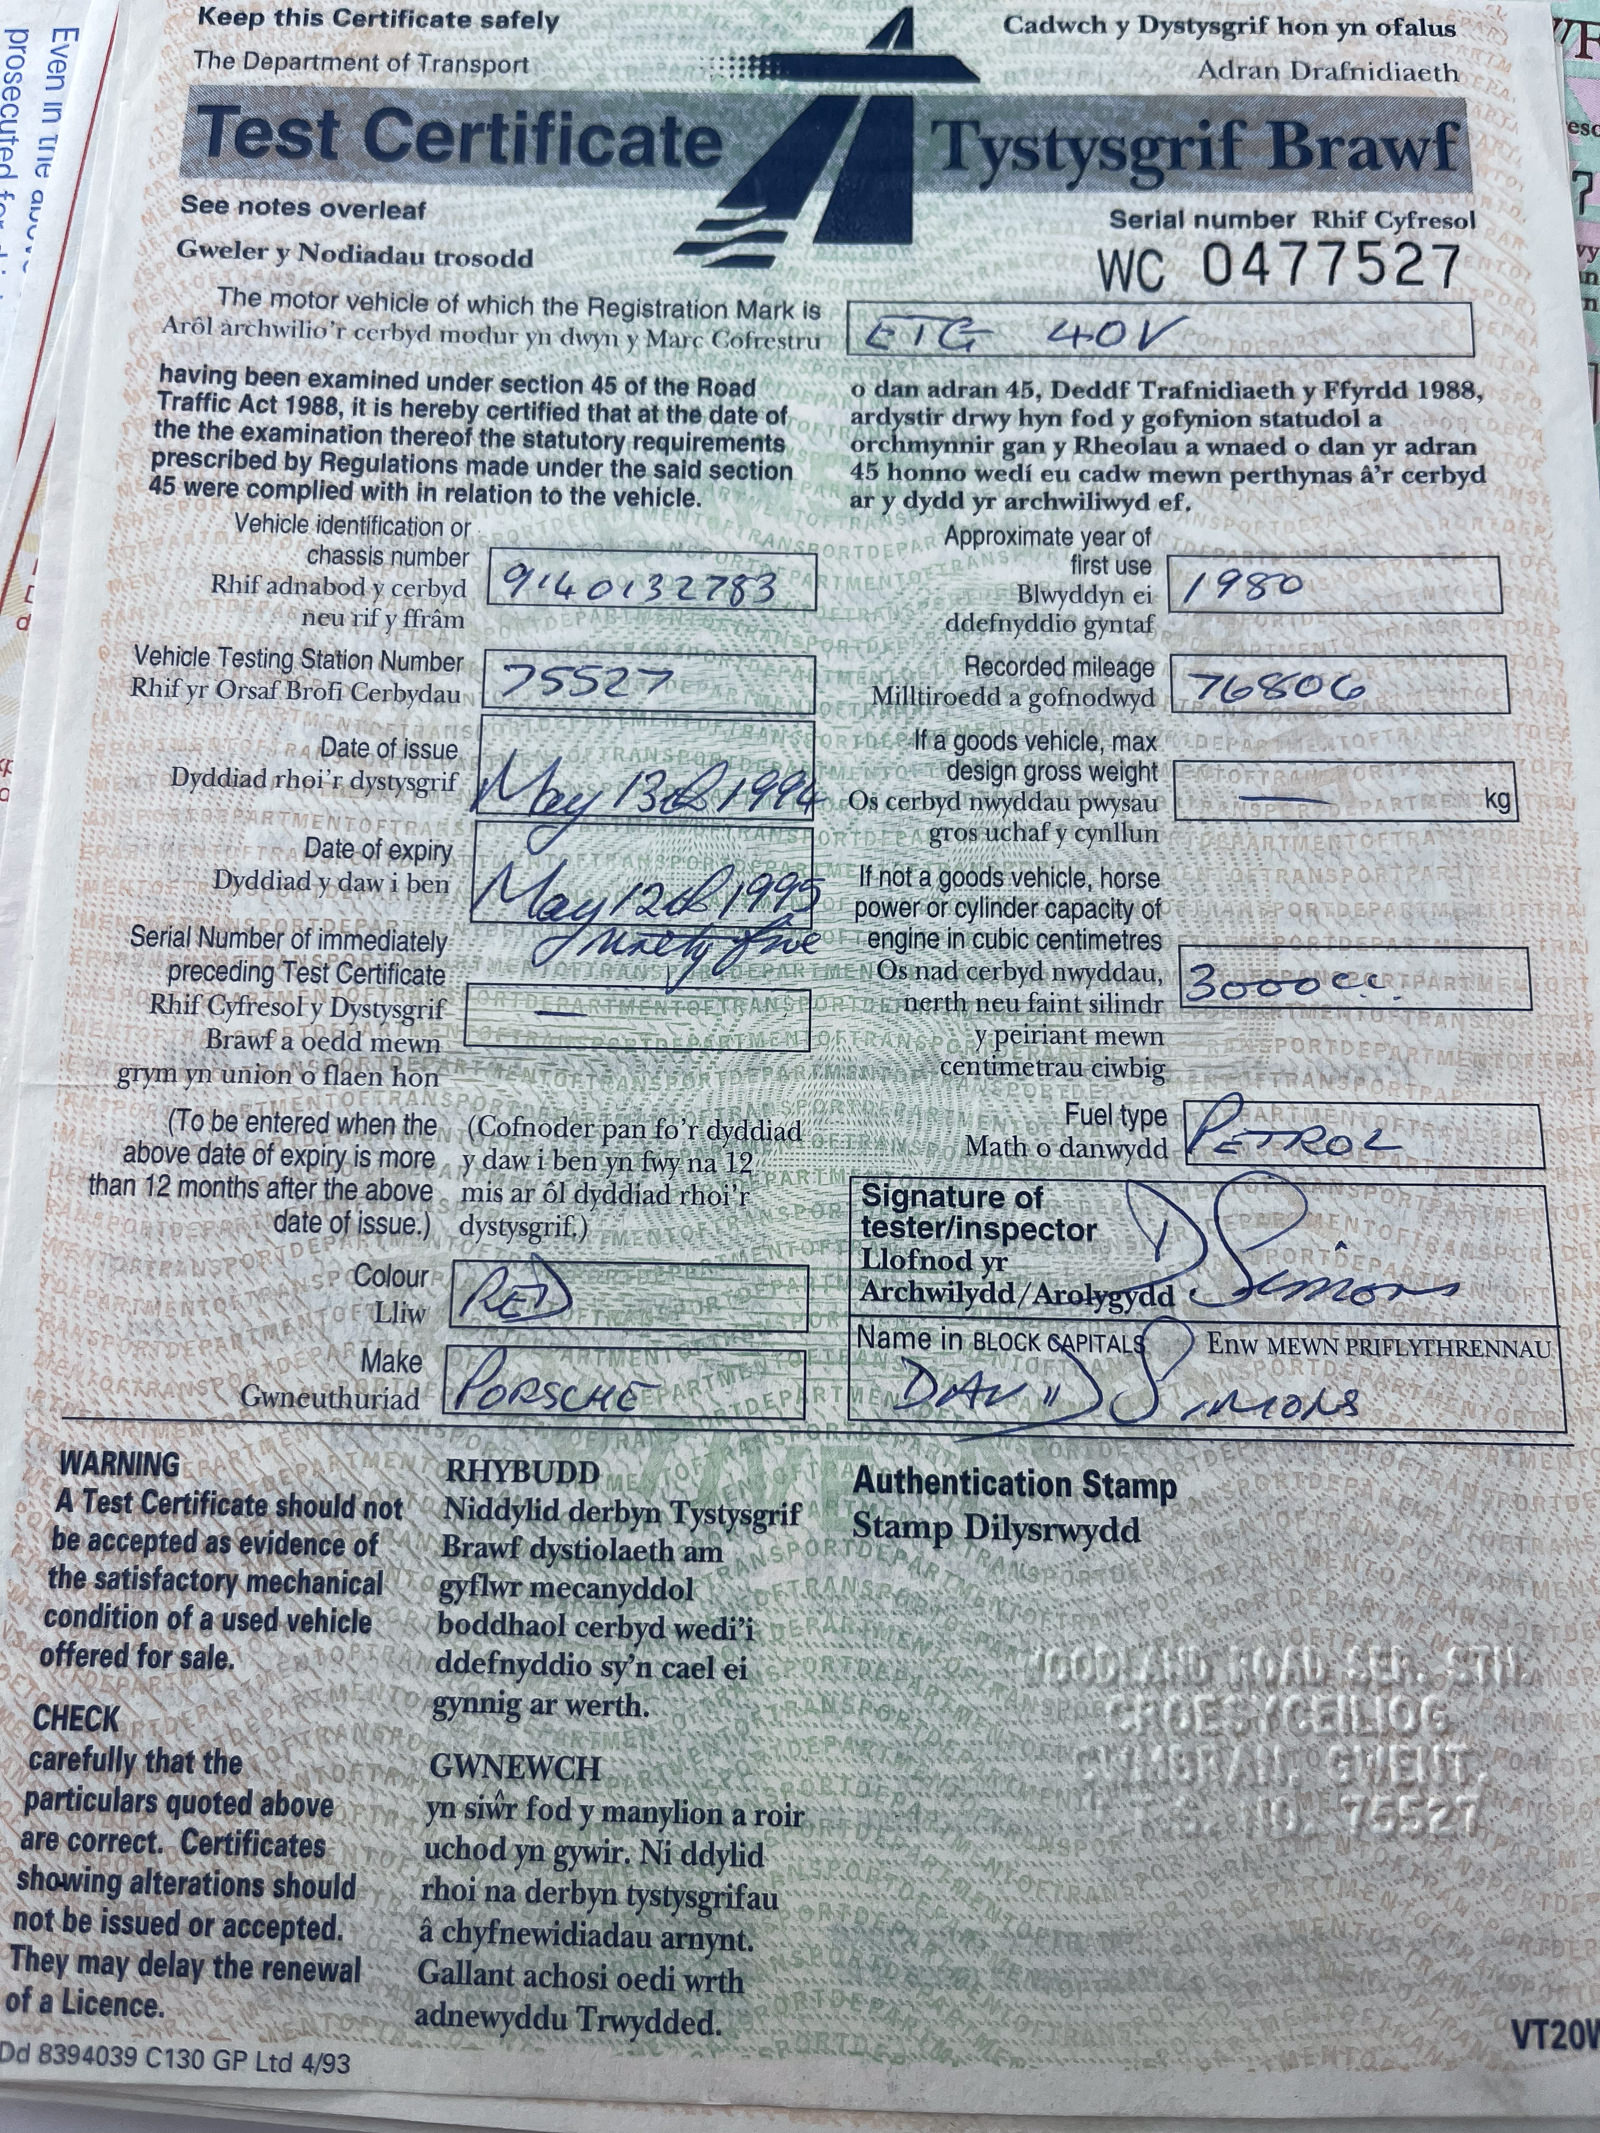 Even in the above
prosecuted for
Keep this Certificate safely
Cadwch y Dystysgrif hon yn ofalus
The Department of Transport
Adran Drafnidiaeth
Test Certificate
Tystysgrif Brawf
See notes overleaf
Gweler y Nodiadau trosodd
Serial number Rhif Cyfresol
WC 0477527
The motor vehicle of which the Registration Mark is
Arôl archwilio'r cerbyd modur yn dwyn y Marc Cofrestru
ETG 40V
having been examined under section 45 of the Road
Traffic Act 1988, it is hereby certified that at the date of
the the examination thereof the statutory requirements
prescribed by Regulations made under the said section
45 were complied with in relation to the vehicle.
o dan adran 45, Deddf Trafnidiaeth y Ffyrdd 1988,
ardystir drwy hyn fod y gofynion statudol a
orchmynnir gan y Rheolau a wnaed o dan yr adran
45 honno wedi eu cadw mewn perthynas â'r cerbyd
ar y dydd yr archwiliwyd ef.
Vehicle identification or
chassis number
Rhif adnabod y cerbyd
neu rif y ffrâm
9140132783
Approximate year of
first use
Blwyddyn ei
ddefnyddio gyntaf
1980
Vehicle Testing Station Number
Rhif yr Orsaf Brofi Cerbydau
75527
Recorded mileage
Milltiroedd a gofnodwyd
76806
Date of issue
Dyddiad rhoi'r dystysgrif
May 13th 1994
If a goods vehicle, max
design gross weight
Os cerbyd nwyddau pwysau
gros uchaf y cynllun
— kg
Date of expiry
Dyddiad y daw i ben
May 12th 1995
ninety five
If not a goods vehicle, horse
power or cylinder capacity of
engine in cubic centimetres
Os nad cerbyd nwyddau,
nerth neu faint silindr
y peiriant mewn
centimetrau ciwbig
3000cc.
Serial Number of immediately
preceding Test Certificate
Rhif Cyfresol y Dystysgrif
Brawf a oedd mewn
grym yn union o flaen hon
—
(To be entered when the
above date of expiry is more
than 12 months after the above
date of issue.)
(Cofnoder pan fo'r dyddiad
y daw i ben yn fwy na 12
mis ar ôl dyddiad rhoi'r
dystysgrif.)
Fuel type
Math o danwydd
PETROL
Signature of
tester/inspector
Llofnod yr
Archwilydd/Arolygydd
D Simons
Colour
Lliw
RED
Name in BLOCK CAPITALS
Enw MEWN PRIFLYTHRENNAU
DAVID SIMONS
Make
Gwneuthuriad
PORSCHE
WARNING
A Test Certificate should not
be accepted as evidence of
the satisfactory mechanical
condition of a used vehicle
offered for sale.
RHYBUDD
Niddylid derbyn Tystysgrif
Brawf dystiolaeth am
gyflwr mecanyddol
boddhaol cerbyd wedi'i
ddefnyddio sy'n cael ei
gynnig ar werth.
Authentication Stamp
Stamp Dilysrwydd
WOODLAND ROAD SER. STN.
CROESYCEILIOG
CWMBRAN, GWENT.
NO. 75527
CHECK
carefully that the
particulars quoted above
are correct. Certificates
showing alterations should
not be issued or accepted.
They may delay the renewal
of a Licence.
GWNEWCH
yn siŵr fod y manylion a roir
uchod yn gywir. Ni ddylid
rhoi na derbyn tystysgrifau
â chyfnewidiadau arnynt.
Gallant achosi oedi wrth
adnewyddu Trwydded.
Dd 8394039 C130 GP Ltd 4/93
VT20W